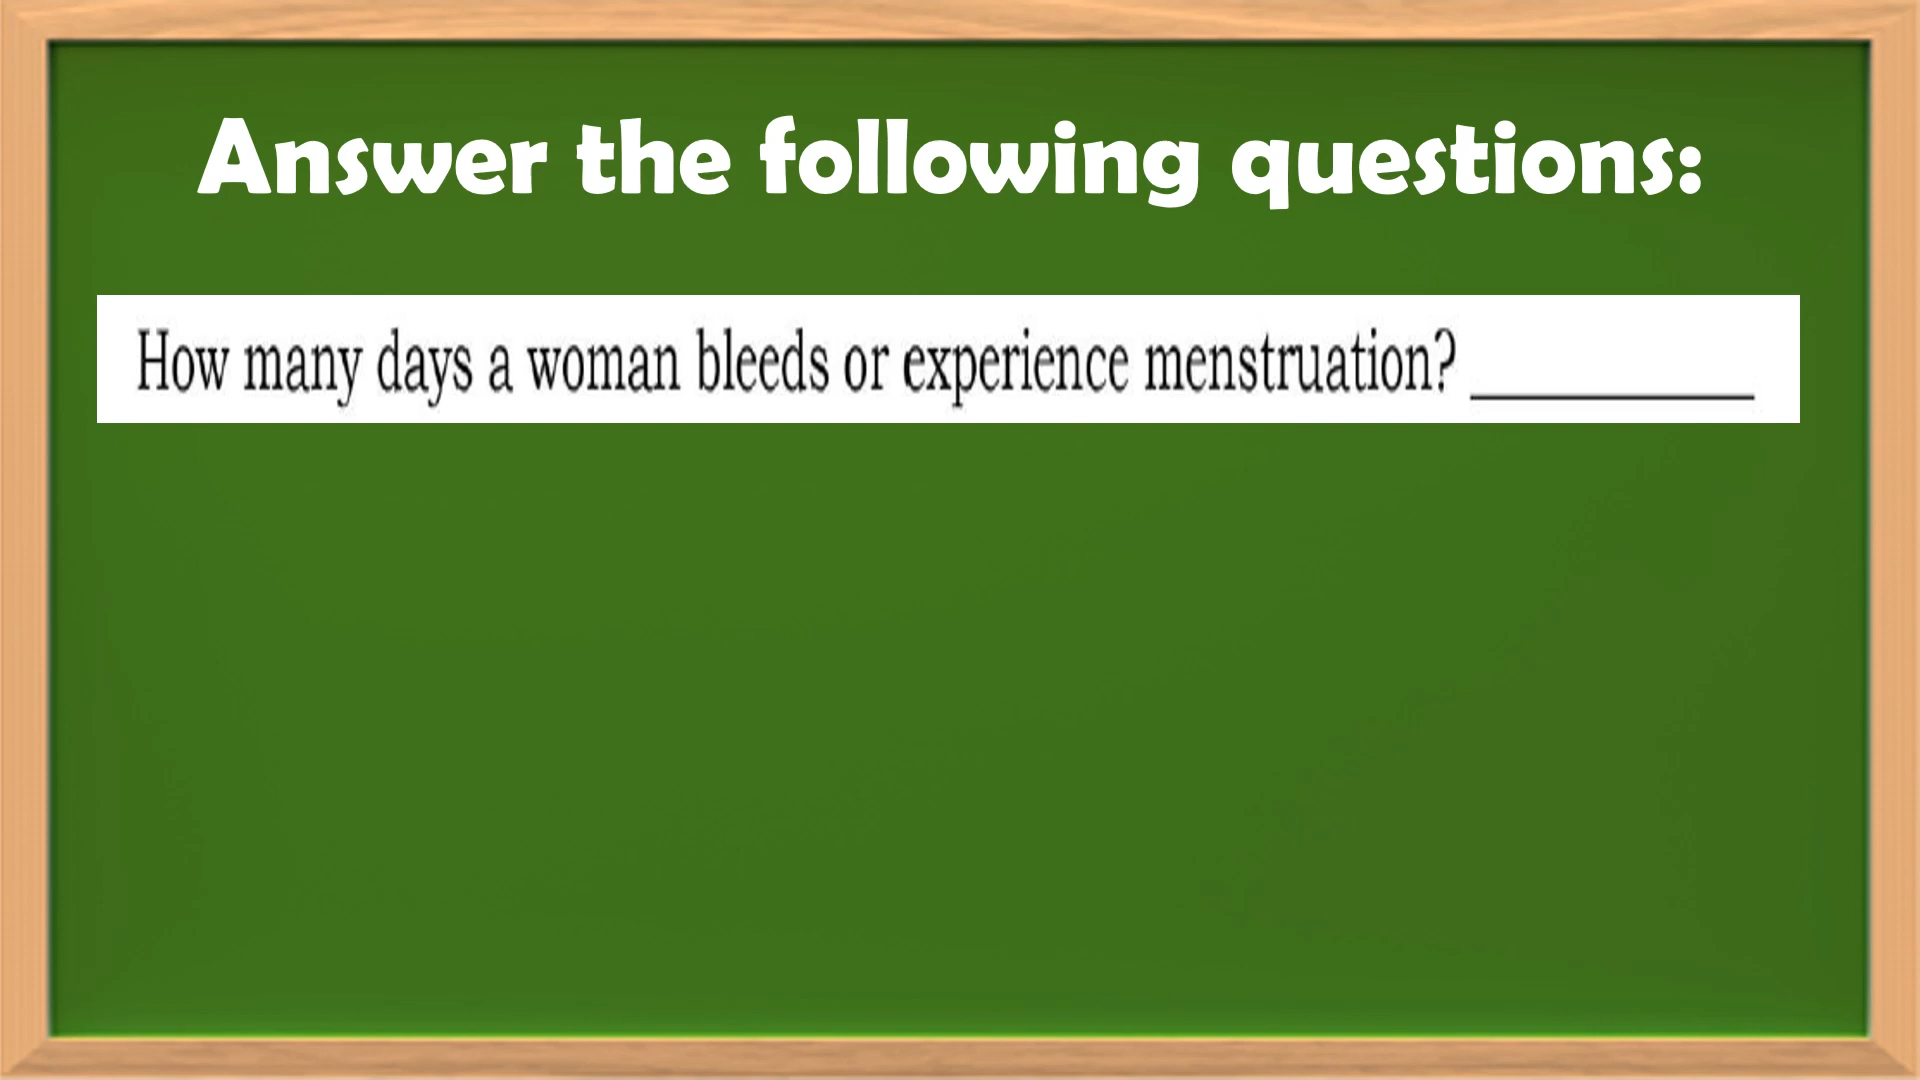 Answer the following questions:
How many days a woman bleeds or experience menstruation? __________